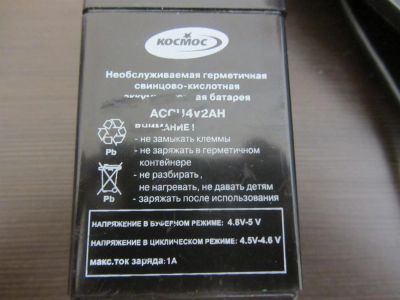 КОСМОС
Необслуживаемая герметичная
свинцово-кислотная
батарея
ACCU4v2AH
ВНИМАНИЕ !
- не замыкать клеммы
- не заряжать в герметичном
контейнере
- не разбирать,
не нагревать, не давать детям
- заряжать после использования
Pb
Pb
НАПРЯЖЕНИЕ В БУФЕРНОМ РЕЖИМЕ: 4.8V-5 V
НАПРЯЖЕНИЕ В ЦИКЛИЧЕСКОМ РЕЖИМЕ: 4.5V-4.6 V
макс.ток заряда:1А